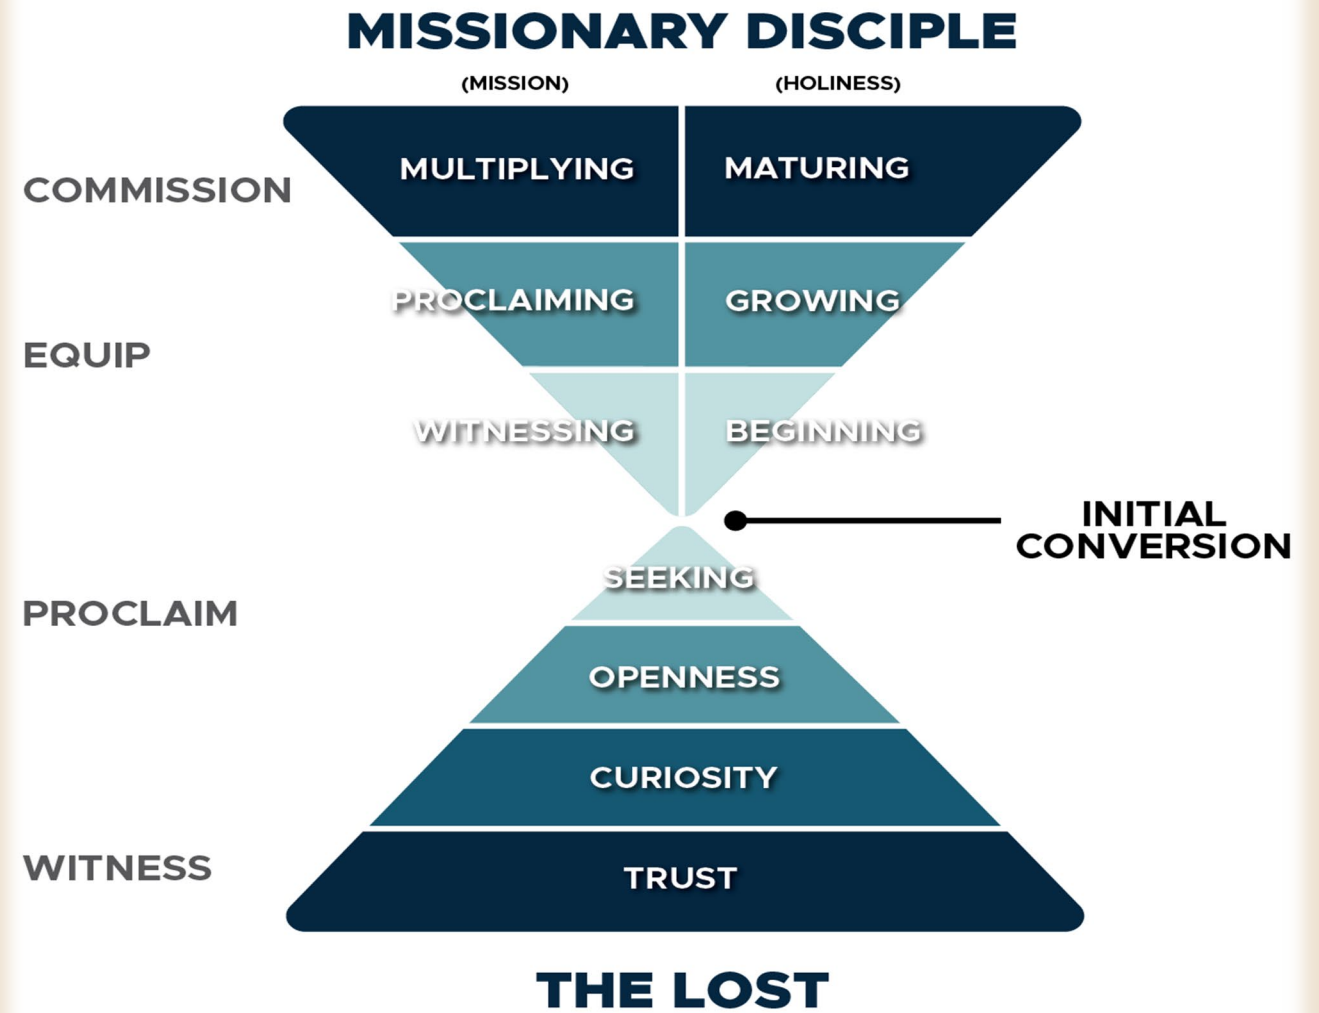 MISSIONARY DISCIPLE
(MISSION) (HOLINESS)
MULTIPLYING MATURING
COMMISSION
PROCLAIMING GROWING
EQUIP
WITNESSING BEGINNING
INITIAL
CONVERSION
SEEKING
PROCLAIM
OPENNESS
CURIOSITY
WITNESS
TRUST
THE LOST